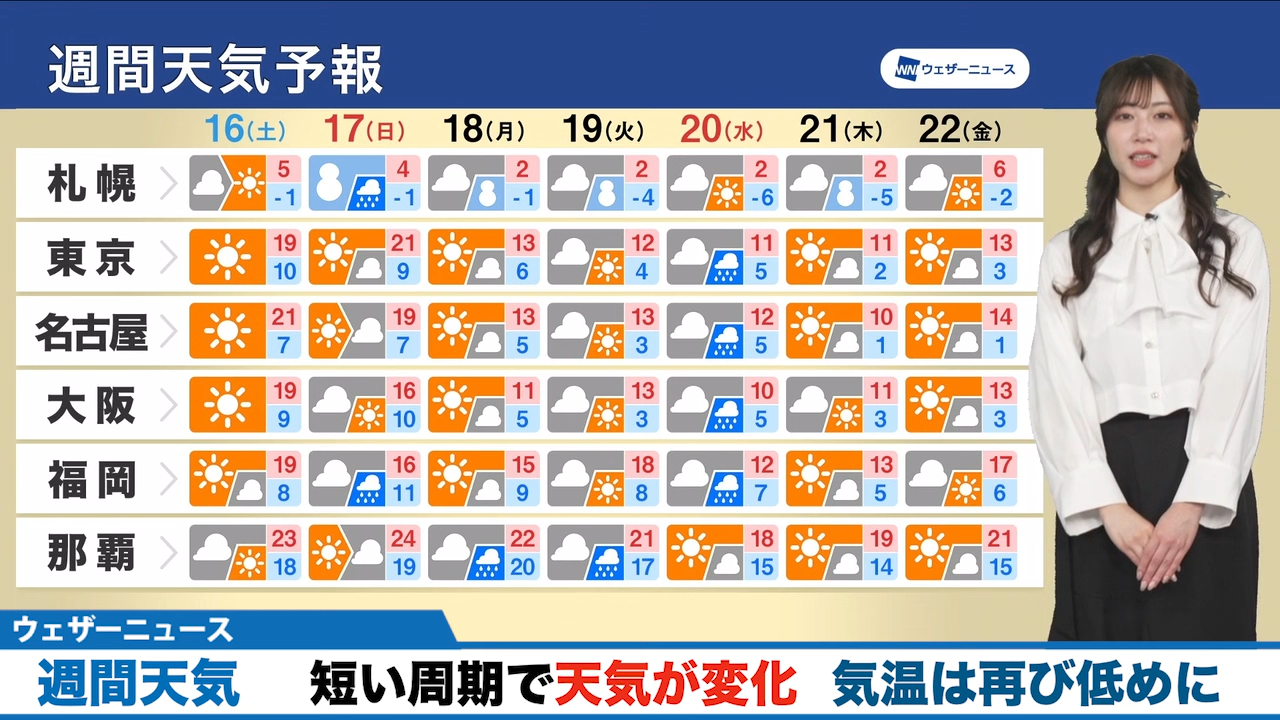 週間天気予報
WN ウェザーニュース
16(土) 17(日) 18(月) 19(火) 20(水) 21(木) 22(金)
札幌 5 -1 4 -1 2 -1 2 -4 2 -6 2 -5 6 -2
東京 19 10 21 9 13 6 12 4 11 5 11 2 13 3
名古屋 21 7 19 7 13 5 13 3 12 5 10 1 14 1
大阪 19 9 16 10 11 5 13 3 10 5 11 3 13 3
福岡 19 8 16 11 15 9 18 8 12 7 13 5 17 6
那覇 23 18 24 19 22 20 21 17 18 15 19 14 21 15
ウェザーニュース
週間天気 短い周期で天気が変化 気温は再び低めに